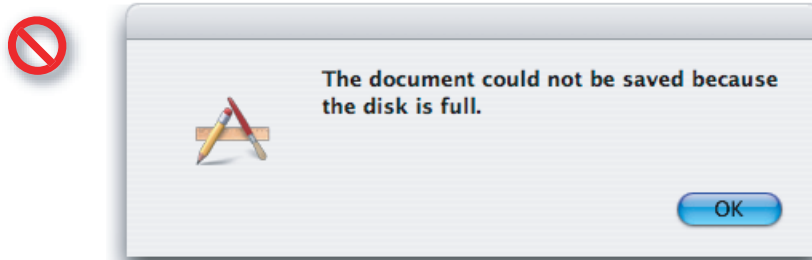 The document could not be saved because
the disk is full.
OK